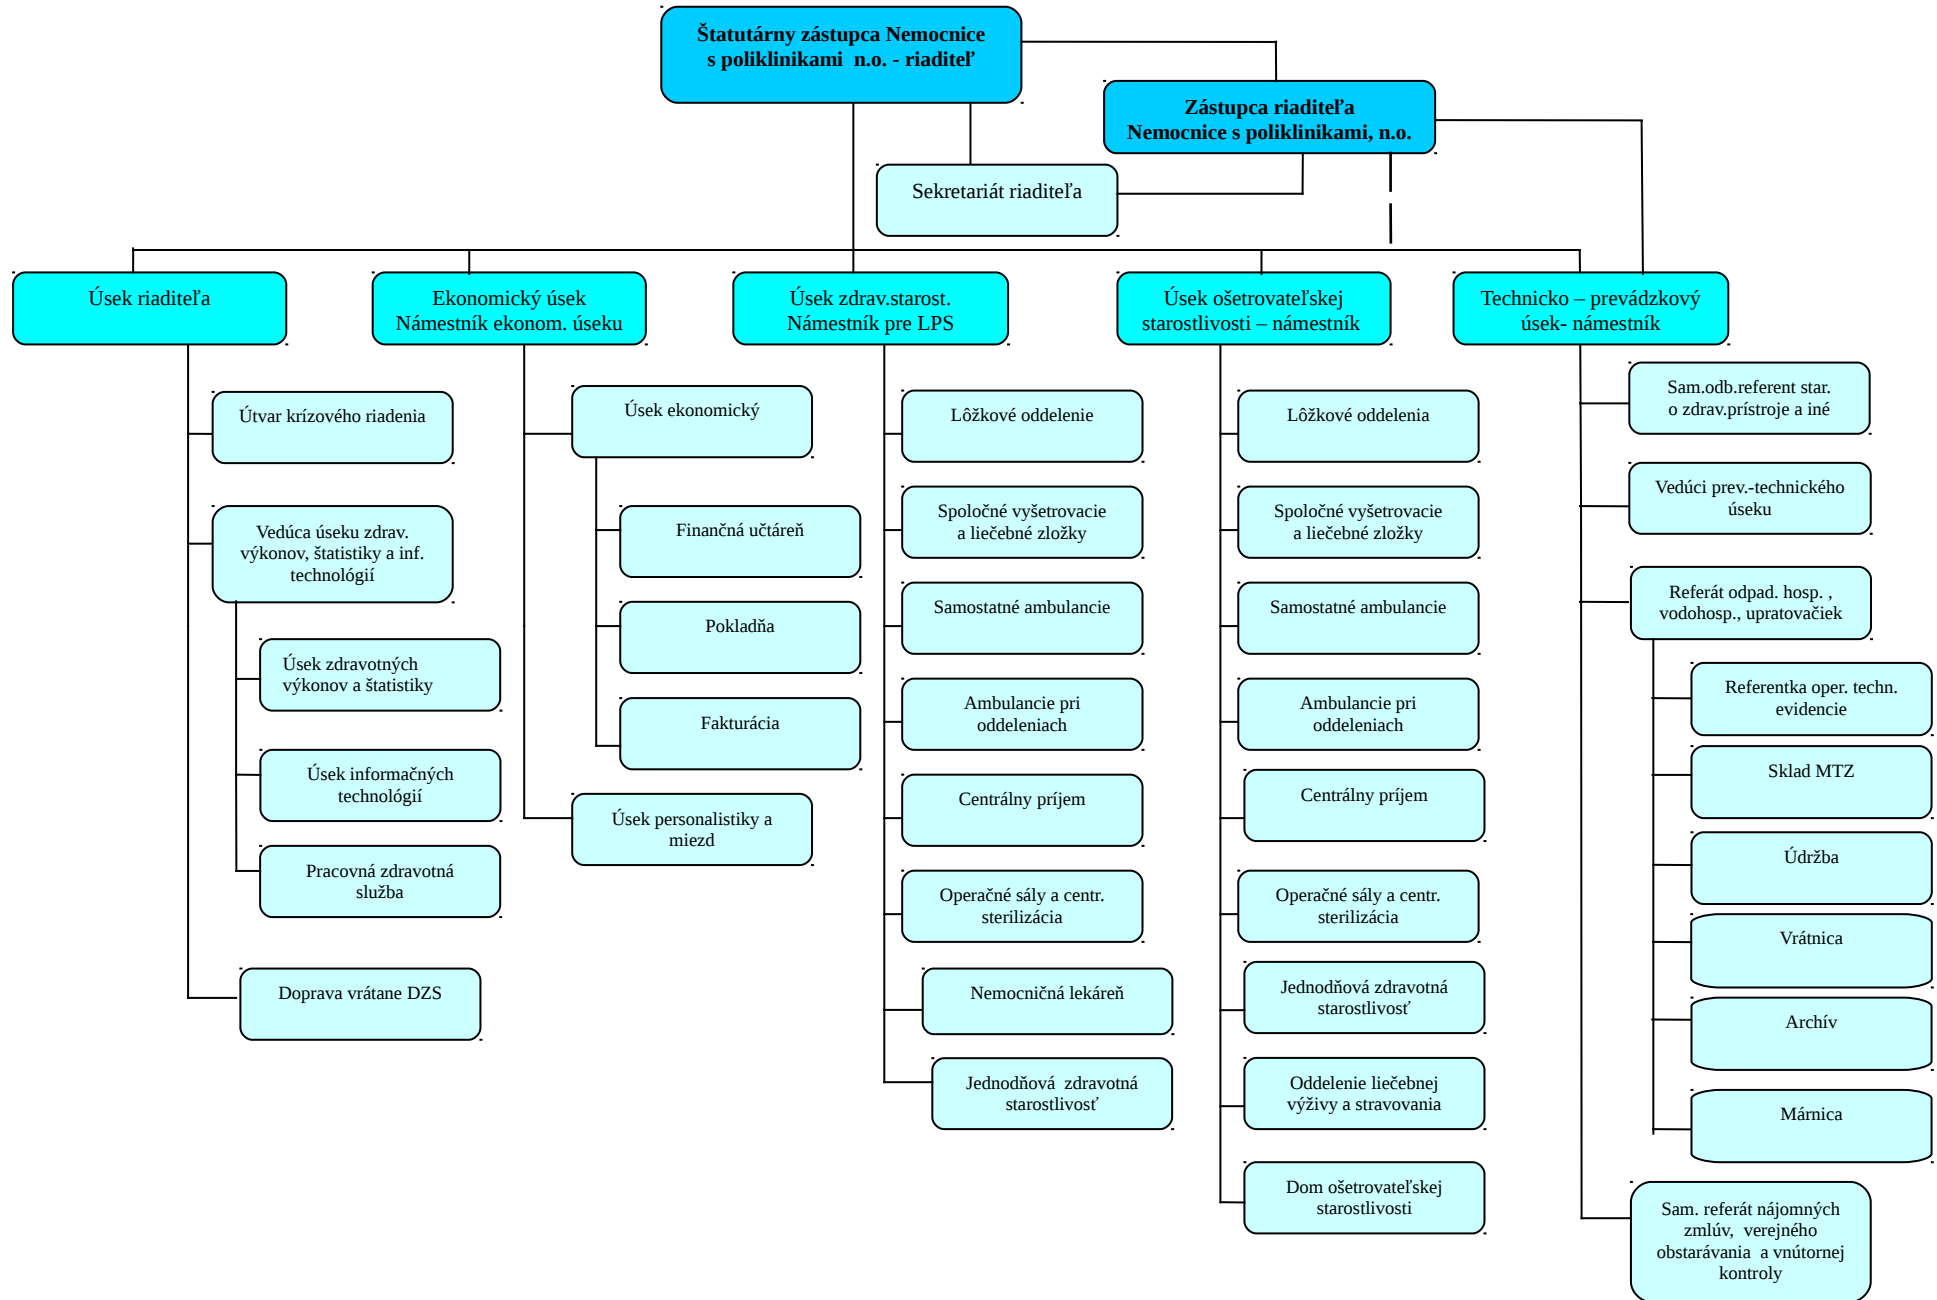 Štatutárny zástupca Nemocnice
s poliklinikami  n.o. - riaditeľ
Zástupca riaditeľa
Nemocnice s poliklinikami, n.o.
Sekretariát riaditeľa
Úsek riaditeľa
Ekonomický úsek
Námestník ekonom. úseku
Úsek zdrav.starost.
Námestník pre LPS
Úsek ošetrovateľskej
starostlivosti – námestník
Technicko – prevádzkový
úsek- námestník
Útvar krízového riadenia
Vedúca úseku zdrav.
výkonov, štatistiky a inf.
technológií
Úsek zdravotných
výkonov a štatistiky
Úsek informačných
technológií
Pracovná zdravotná
služba
Doprava vrátane DZS
Úsek ekonomický
Finančná učtáreň
Pokladňa
Fakturácia
Úsek personalistiky a
miezd
Lôžkové oddelenie
Spoločné vyšetrovacie
a liečebné zložky
Samostatné ambulancie
Ambulancie pri
oddeleniach
Centrálny príjem
Operačné sály a centr.
sterilizácia
Nemocničná lekáreň
Jednodňová  zdravotná
starostlivosť
Lôžkové oddelenia
Spoločné vyšetrovacie
a liečebné zložky
Samostatné ambulancie
Ambulancie pri
oddeleniach
Centrálny príjem
Operačné sály a centr.
sterilizácia
Jednodňová zdravotná
starostlivosť
Oddelenie liečebnej
výživy a stravovania
Dom ošetrovateľskej
starostlivosti
Sam.odb.referent star.
o zdrav.prístroje a iné
Vedúci prev.-technického
úseku
Referát odpad. hosp. ,
vodohosp., upratovačiek
Referentka oper. techn.
evidencie
Sklad MTZ
Údržba
Vrátnica
Archív
Márnica
Sam. referát nájomných
zmlúv,  verejného
obstarávania  a vnútornej
kontroly